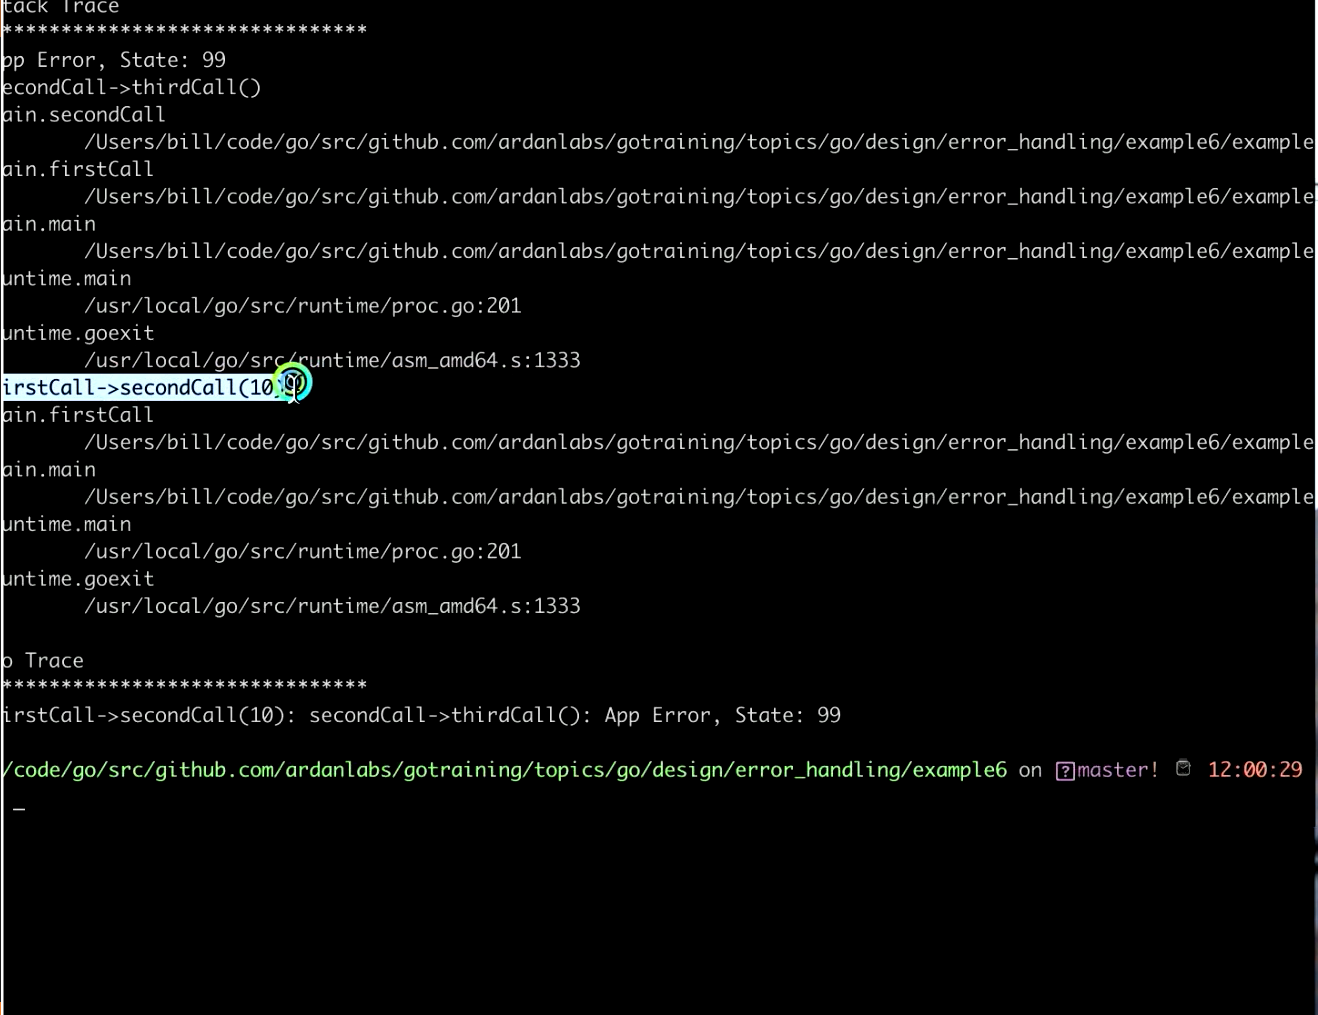 tack Trace
*******************************
pp Error, State: 99
econdCall->thirdCall()
ain.secondCall
/Users/bill/code/go/src/github.com/ardanlabs/gotraining/topics/go/design/error_handling/example6/example
ain.firstCall
/Users/bill/code/go/src/github.com/ardanlabs/gotraining/topics/go/design/error_handling/example6/example
ain.main
/Users/bill/code/go/src/github.com/ardanlabs/gotraining/topics/go/design/error_handling/example6/example
untime.main
/usr/local/go/src/runtime/proc.go:201
untime.goexit
/usr/local/go/src/runtime/asm_amd64.s:1333
irstCall->secondCall(10)
ain.firstCall
/Users/bill/code/go/src/github.com/ardanlabs/gotraining/topics/go/design/error_handling/example6/example
ain.main
/Users/bill/code/go/src/github.com/ardanlabs/gotraining/topics/go/design/error_handling/example6/example
untime.main
/usr/local/go/src/runtime/proc.go:201
untime.goexit
/usr/local/go/src/runtime/asm_amd64.s:1333
o Trace
*******************************
irstCall->secondCall(10): secondCall->thirdCall(): App Error, State: 99
/code/go/src/github.com/ardanlabs/gotraining/topics/go/design/error_handling/example6 on [?]master! 12:00:29
_